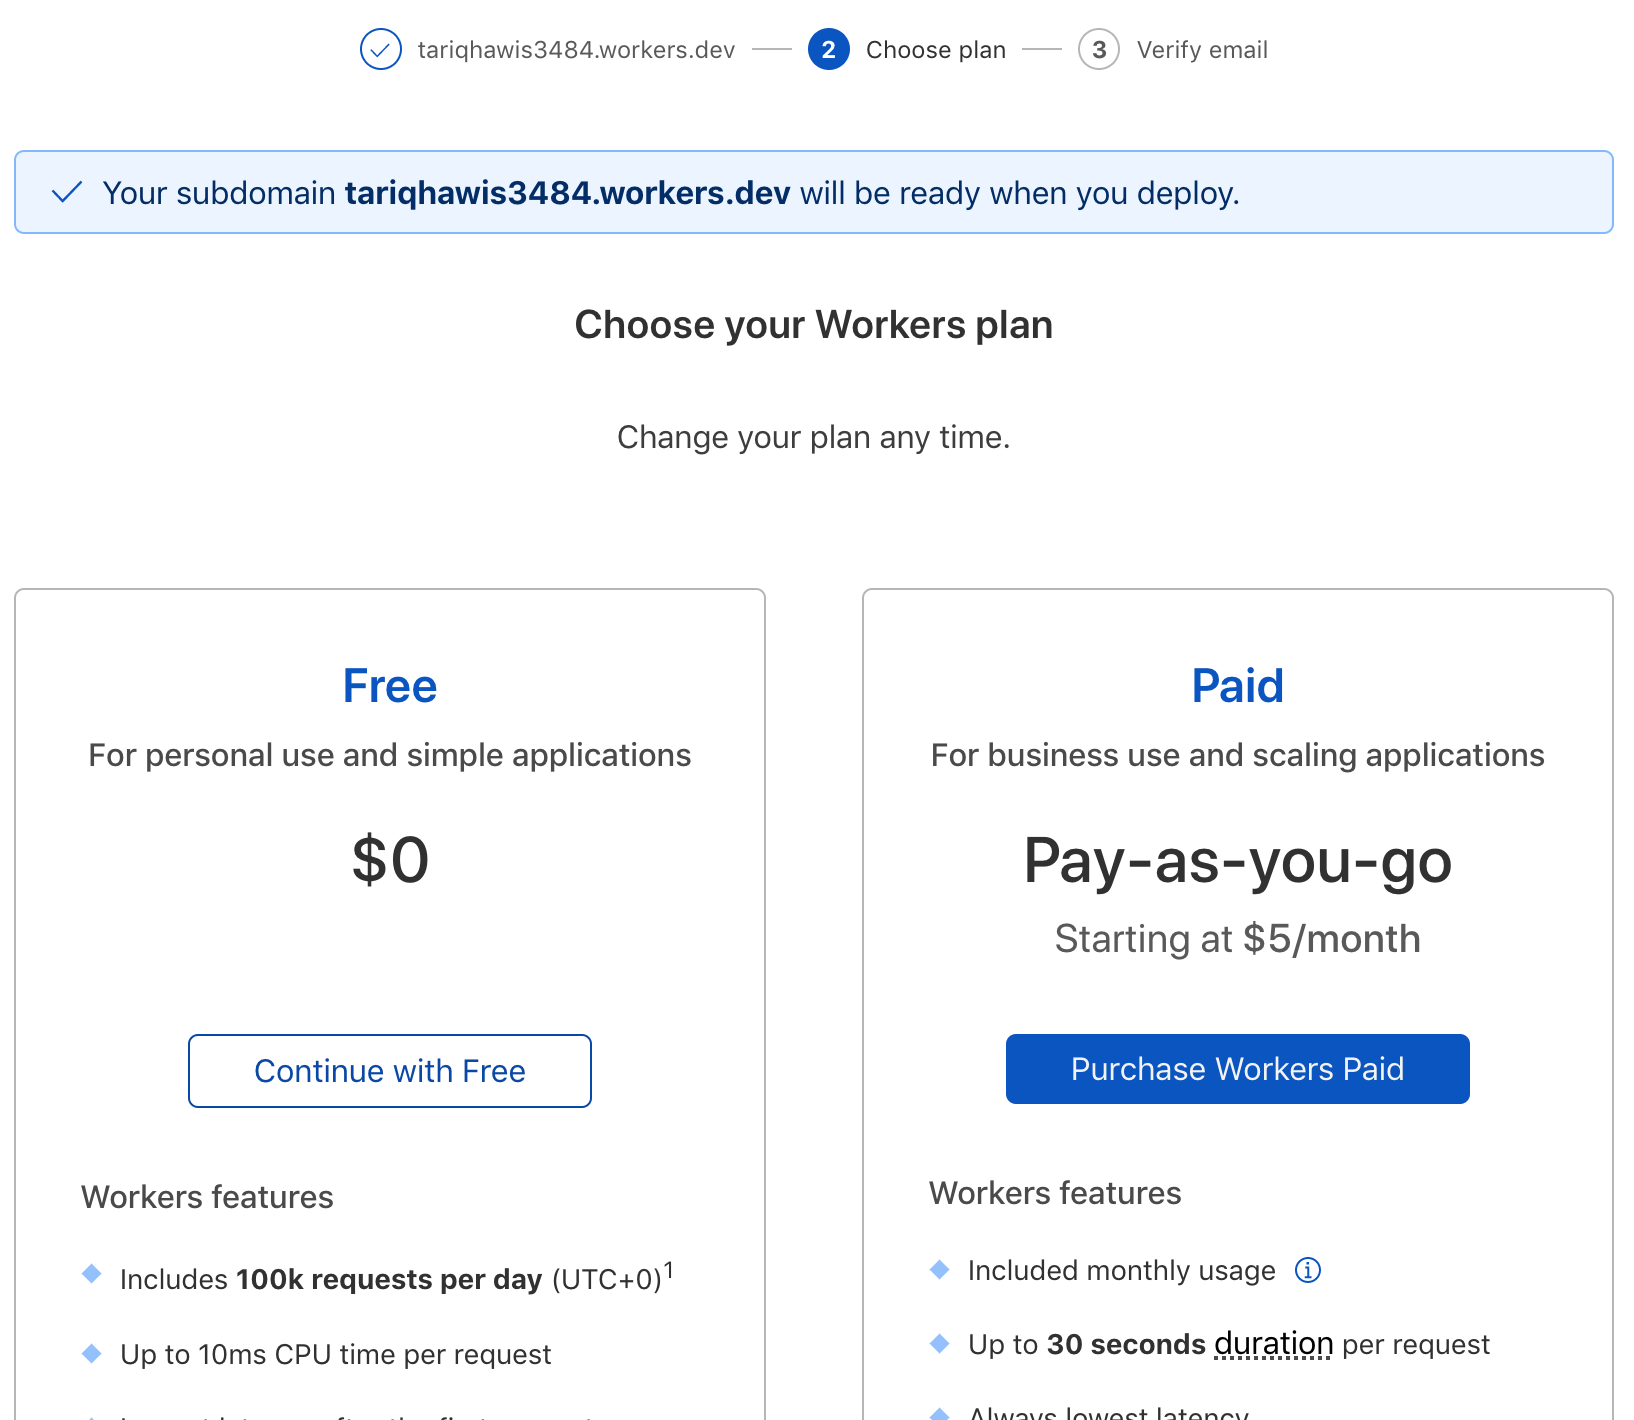 tariqhawis3484.workers.dev
2 Choose plan
3 Verify email
Your subdomain tariqhawis3484.workers.dev will be ready when you deploy.
Choose your Workers plan
Change your plan any time.
Free
For personal use and simple applications
$0
Continue with Free
Workers features
Includes 100k requests per day (UTC+0)1
Up to 10ms CPU time per request
Paid
For business use and scaling applications
Pay-as-you-go
Starting at $5/month
Purchase Workers Paid
Workers features
Included monthly usage
Up to 30 seconds duration per request
Always lowest latency